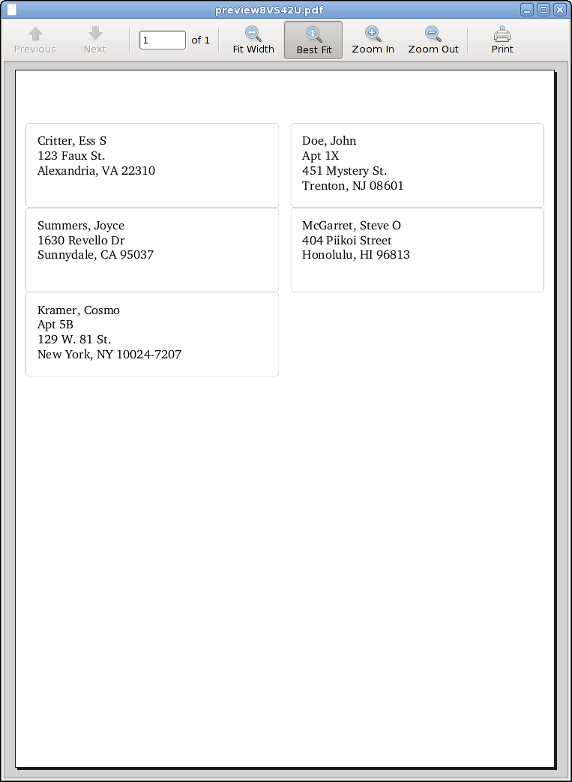 preview8VS42U.pdf
Previous
Next
1
of 1
Fit Width
Best Fit
Zoom In
Zoom Out
Print
Critter, Ess S
123 Faux St.
Alexandria, VA 22310
Doe, John
Apt 1X
451 Mystery St.
Trenton, NJ 08601
Summers, Joyce
1630 Revello Dr
Sunnydale, CA 95037
McGarret, Steve O
404 Piikoi Street
Honolulu, HI 96813
Kramer, Cosmo
Apt 5B
129 W. 81 St.
New York, NY 10024-7207